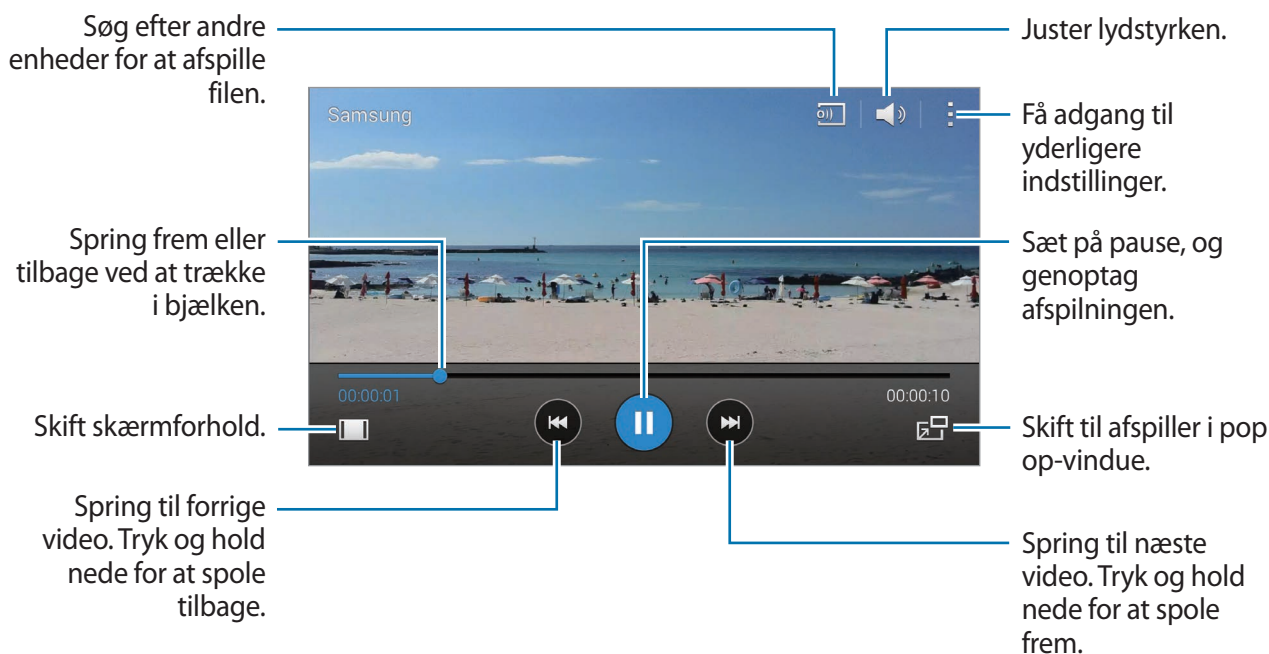 Søg efter andre
enheder for at afspille
filen.
Juster lydstyrken.
Samsung
Få adgang til
yderligere
indstillinger.
Spring frem eller
tilbage ved at trække
i bjælken.
Sæt på pause, og
genoptag
afspilningen.
00:00:01
00:00:10
Skift skærmforhold.
Skift til afspiller i pop
op-vindue.
Spring til forrige
video. Tryk og hold
nede for at spole
tilbage.
Spring til næste
video. Tryk og hold
nede for at spole
frem.